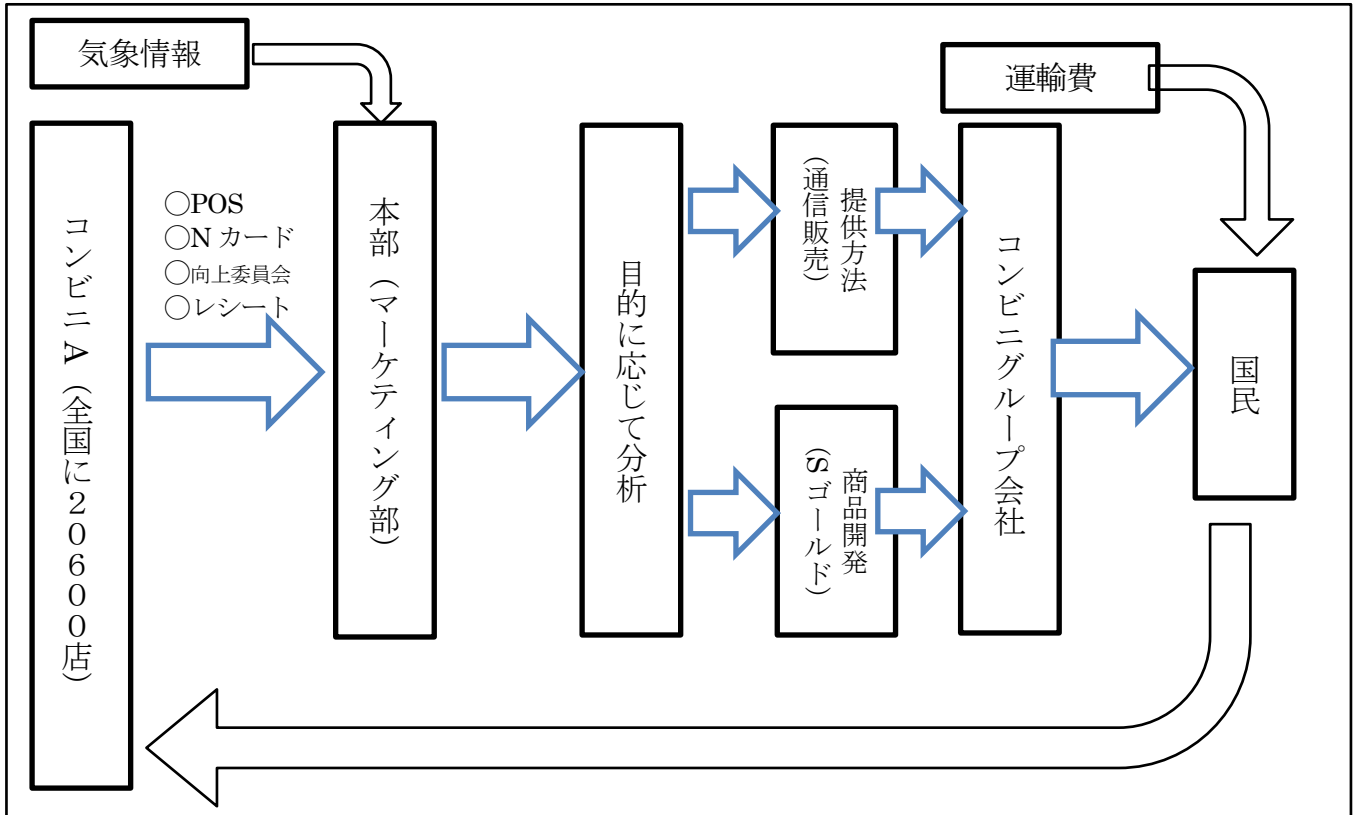 気象情報
運輸費
コンビニA（全国に20600店）
○POS
○Nカード
○向上委員会
○レシート
本部（マーケティング部）
目的に応じて分析
提供方法
(通信販売)
商品開発
(Sゴールド)
コンビニグループ会社
国民